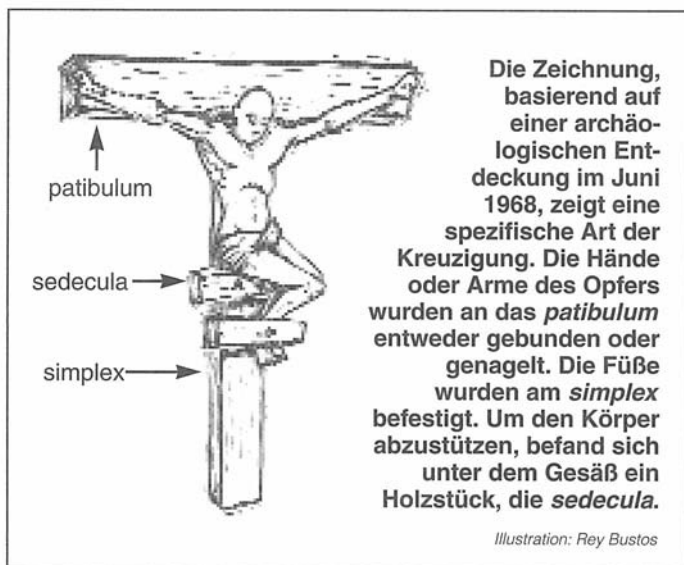 patibulum
sedecula
simplex
Die Zeichnung,
basierend auf
einer archäo-
logischen Ent-
deckung im Juni
1968, zeigt eine
spezifische Art der
Kreuzigung. Die Hände
oder Arme des Opfers
wurden an das patibulum
entweder gebunden oder
genagelt. Die Füße
wurden am simplex
befestigt. Um den Körper
abzustützen, befand sich
unter dem Gesäß ein
Holzstück, die sedecula.
Illustration: Rey Bustos